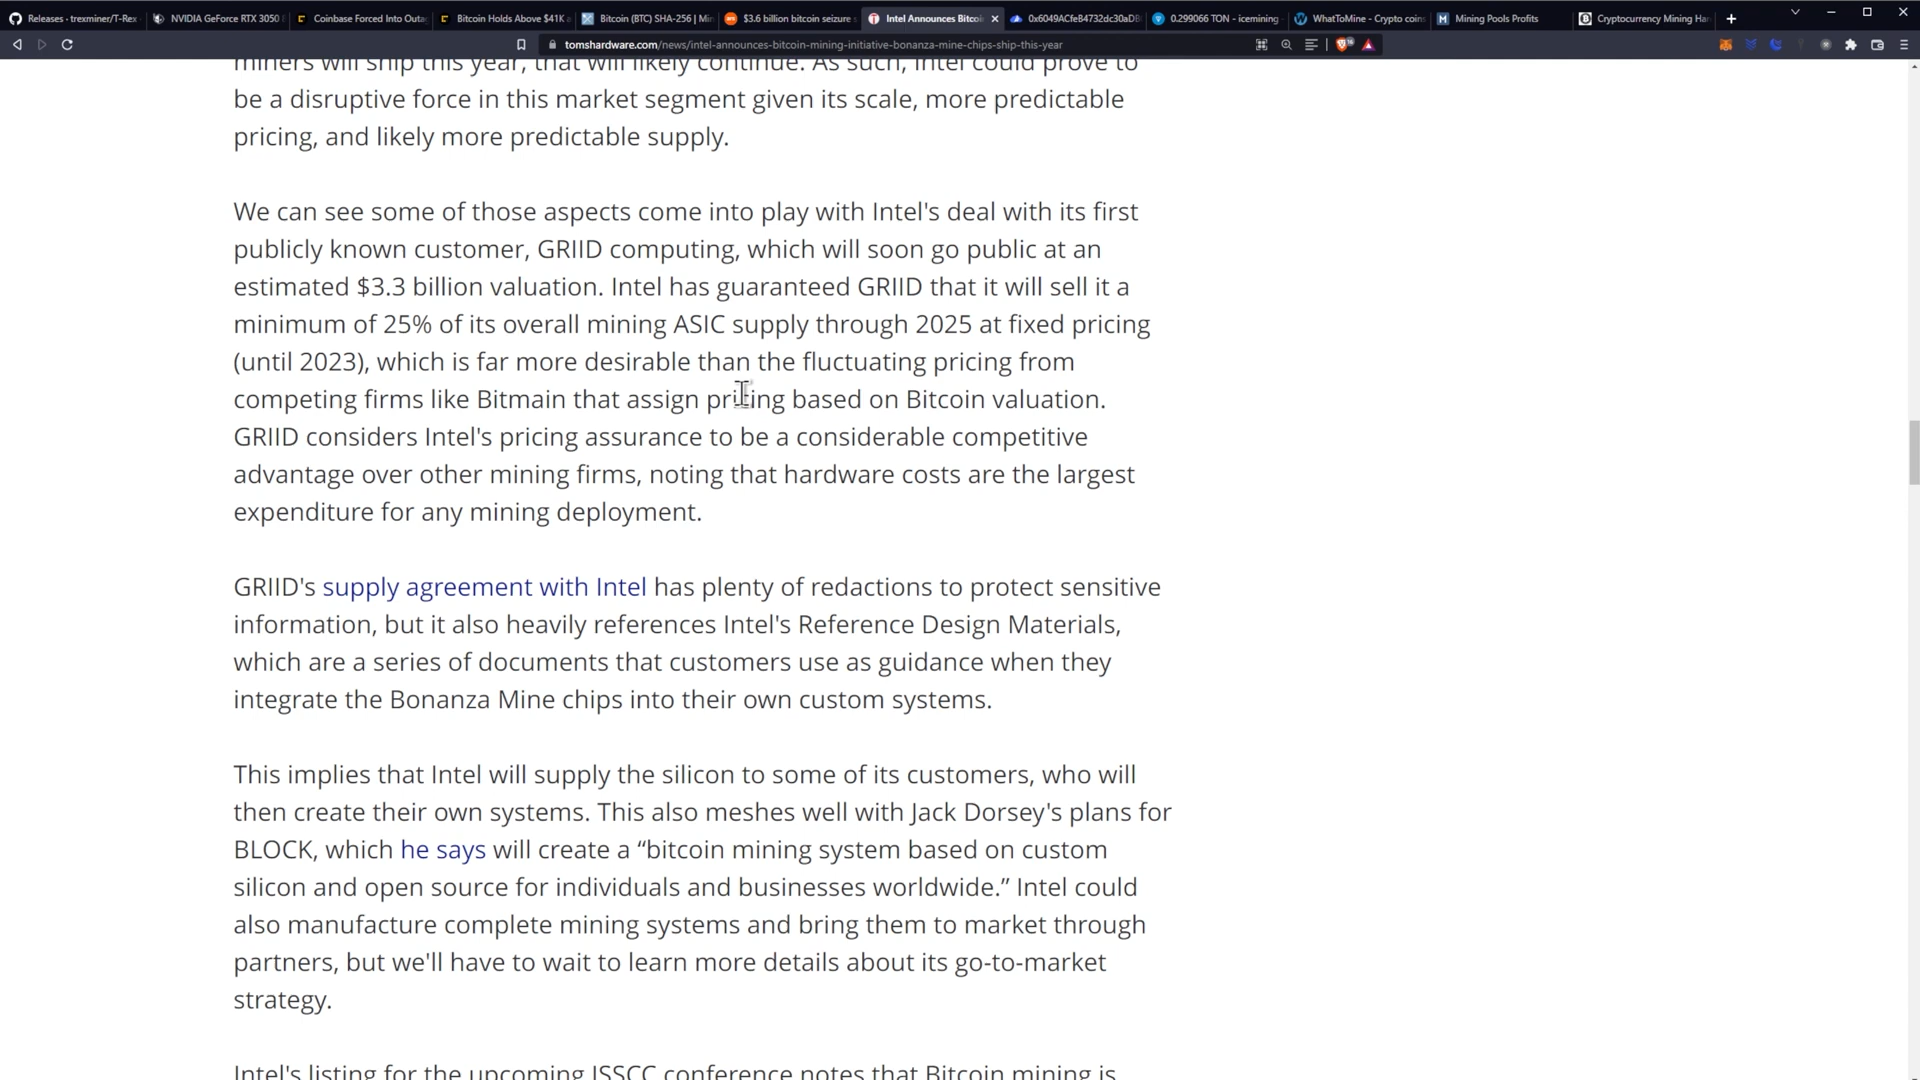 Releases - trexminer/T-Rex
NVIDIA GeForce RTX 3050
Coinbase Forced Into Outa
Bitcoin Holds Above $41K a
Bitcoin (BTC) SHA-256 | Min
$3.6 billion bitcoin seizure s
Intel Announces Bitcoi
0x6049ACfeB4732dc30aDB
0.299066 TON - icemining
WhatToMine - Crypto coins
Mining Pools Profits
Cryptocurrency Mining Har
tomshardware.com/news/intel-announces-bitcoin-mining-initiative-bonanza-mine-chips-ship-this-year
miners will ship this year, that will likely continue. As such, Intel could prove to
be a disruptive force in this market segment given its scale, more predictable
pricing, and likely more predictable supply.
We can see some of those aspects come into play with Intel's deal with its first
publicly known customer, GRIID computing, which will soon go public at an
estimated $3.3 billion valuation. Intel has guaranteed GRIID that it will sell it a
minimum of 25% of its overall mining ASIC supply through 2025 at fixed pricing
(until 2023), which is far more desirable than the fluctuating pricing from
competing firms like Bitmain that assign pricing based on Bitcoin valuation.
GRIID considers Intel's pricing assurance to be a considerable competitive
advantage over other mining firms, noting that hardware costs are the largest
expenditure for any mining deployment.
GRIID's supply agreement with Intel has plenty of redactions to protect sensitive
information, but it also heavily references Intel's Reference Design Materials,
which are a series of documents that customers use as guidance when they
integrate the Bonanza Mine chips into their own custom systems.
This implies that Intel will supply the silicon to some of its customers, who will
then create their own systems. This also meshes well with Jack Dorsey's plans for
BLOCK, which he says will create a “bitcoin mining system based on custom
silicon and open source for individuals and businesses worldwide.” Intel could
also manufacture complete mining systems and bring them to market through
partners, but we'll have to wait to learn more details about its go-to-market
strategy.
Intel's listing for the upcoming ISSCC conference notes that Bitcoin mining is